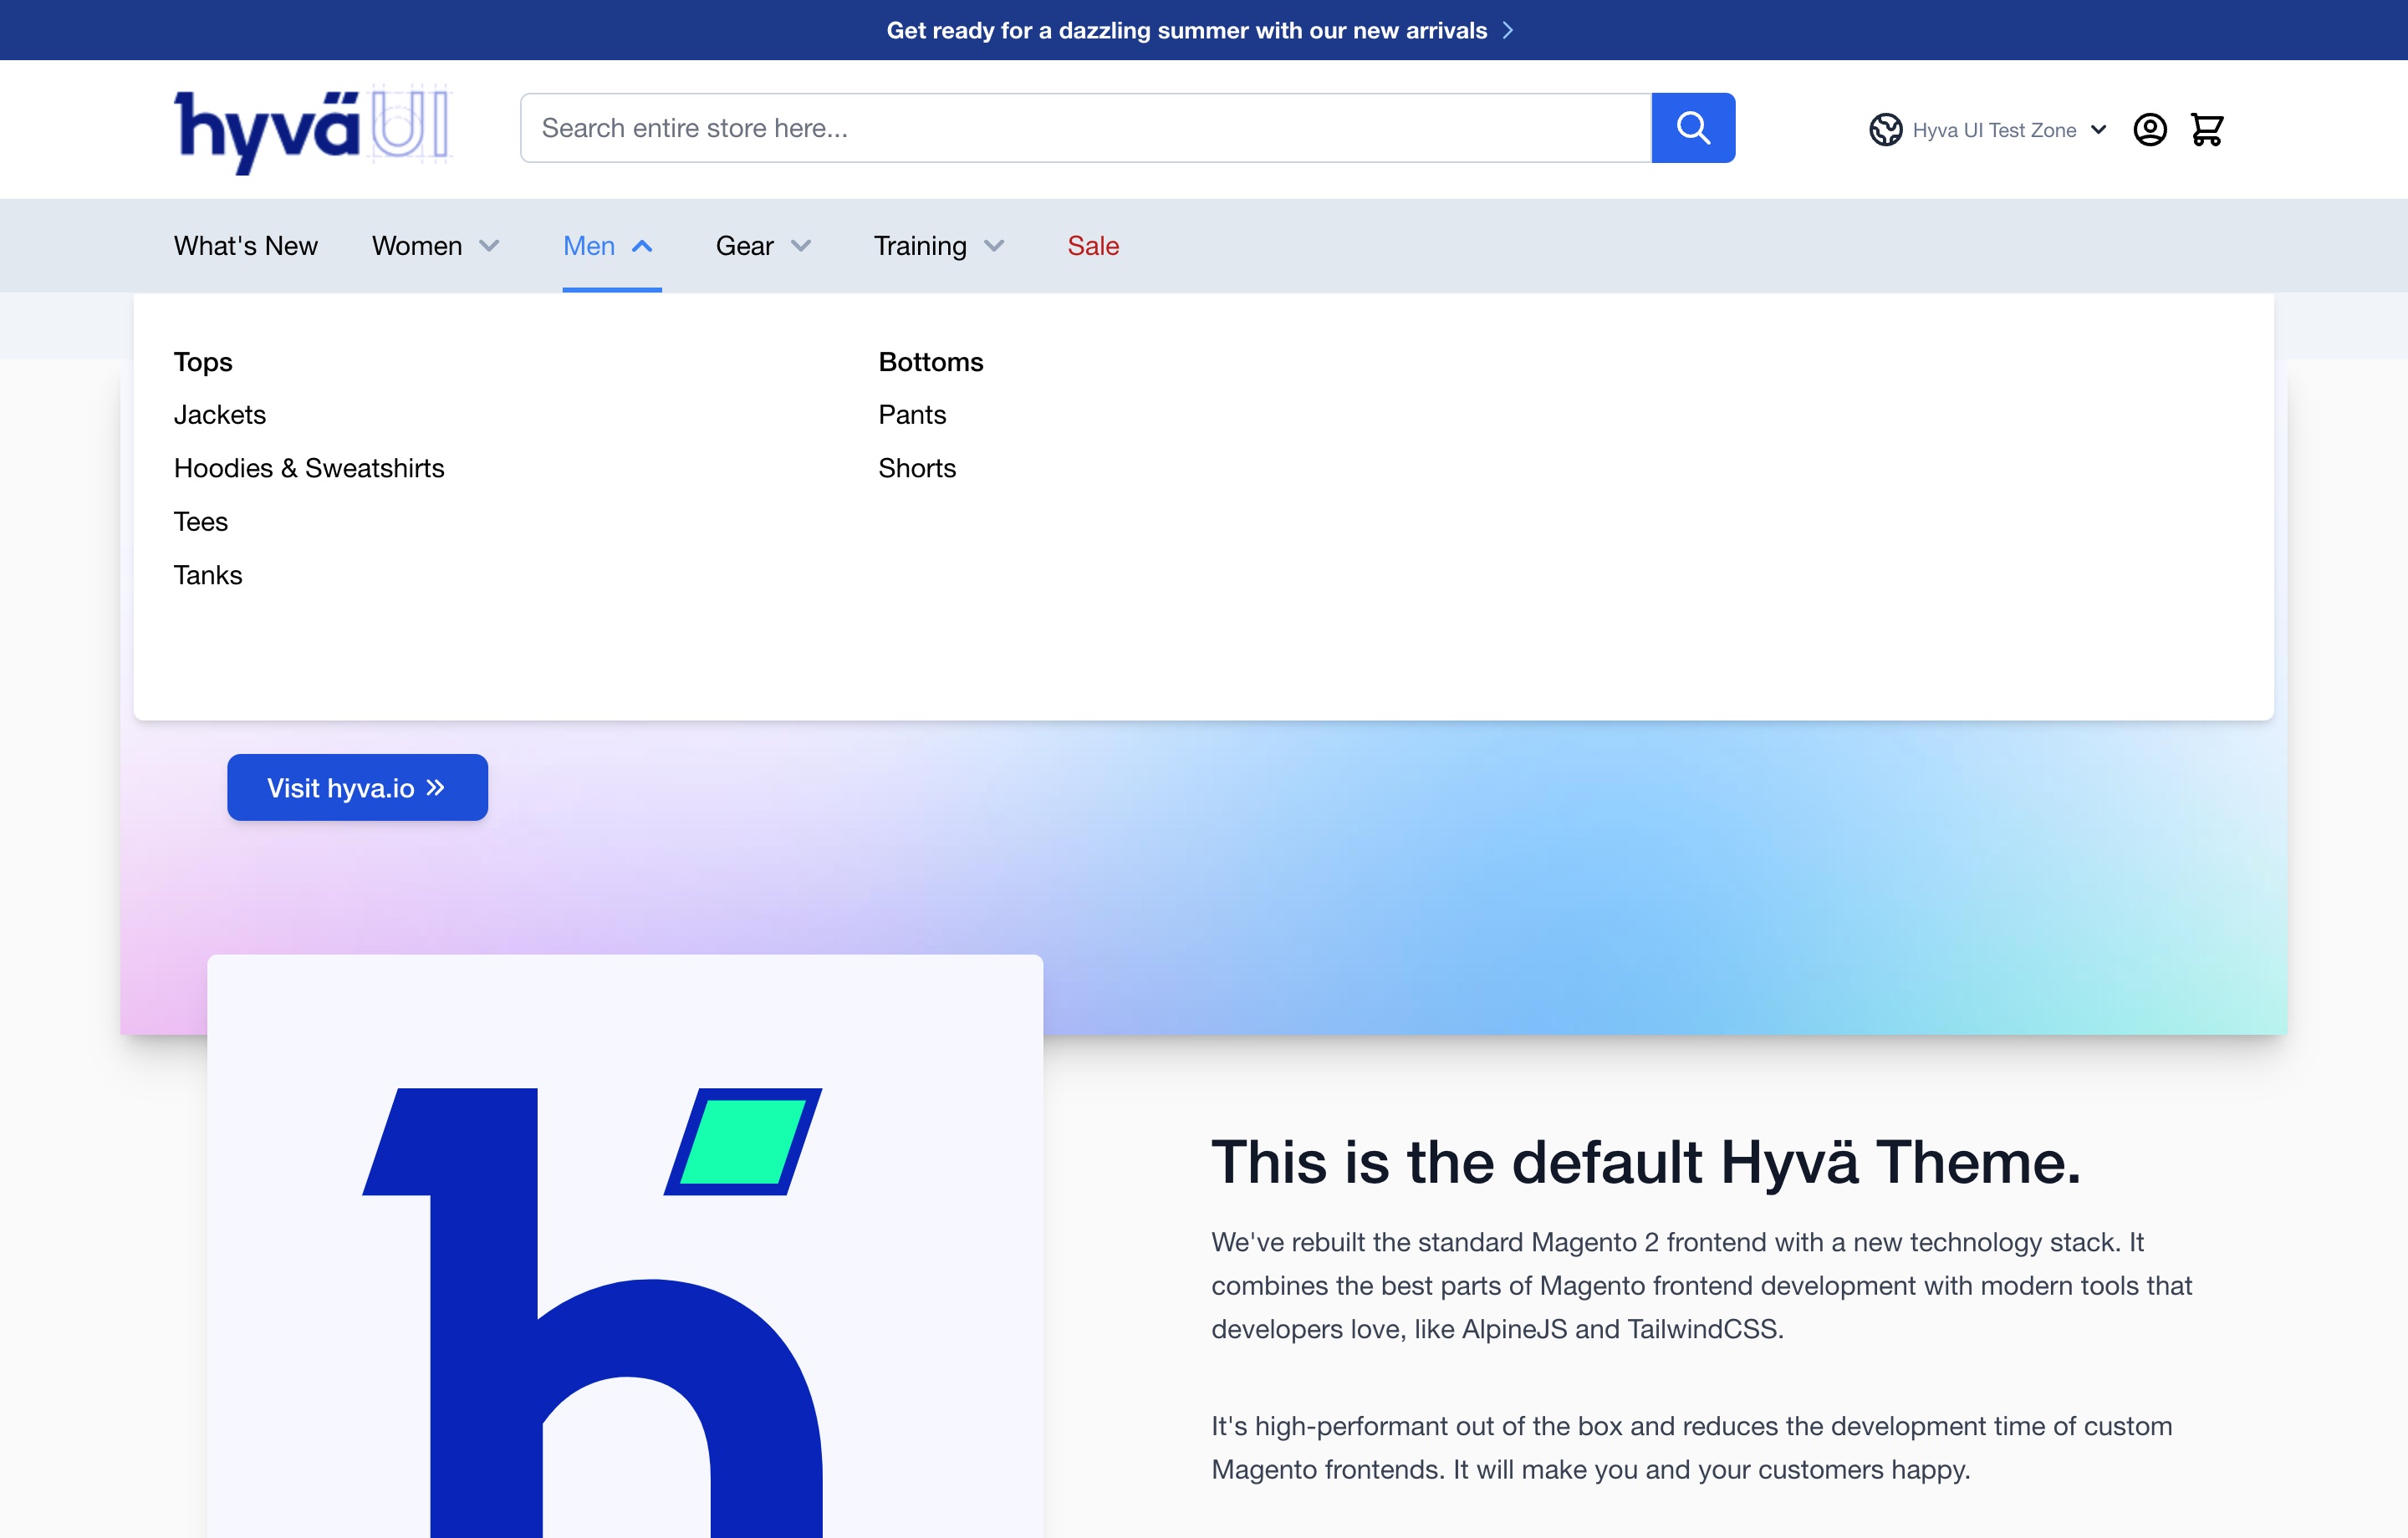 Get ready for a dazzling summer with our new arrivals
hyväUI
Search entire store here...
Hyva UI Test Zone
What's New
Women
Men
Gear
Training
Sale
Tops
Jackets
Hoodies & Sweatshirts
Tees
Tanks
Bottoms
Pants
Shorts
Visit hyva.io »
This is the default Hyvä Theme.
We've rebuilt the standard Magento 2 frontend with a new technology stack. It
combines the best parts of Magento frontend development with modern tools that
developers love, like AlpineJS and TailwindCSS.
It's high-performant out of the box and reduces the development time of custom
Magento frontends. It will make you and your customers happy.